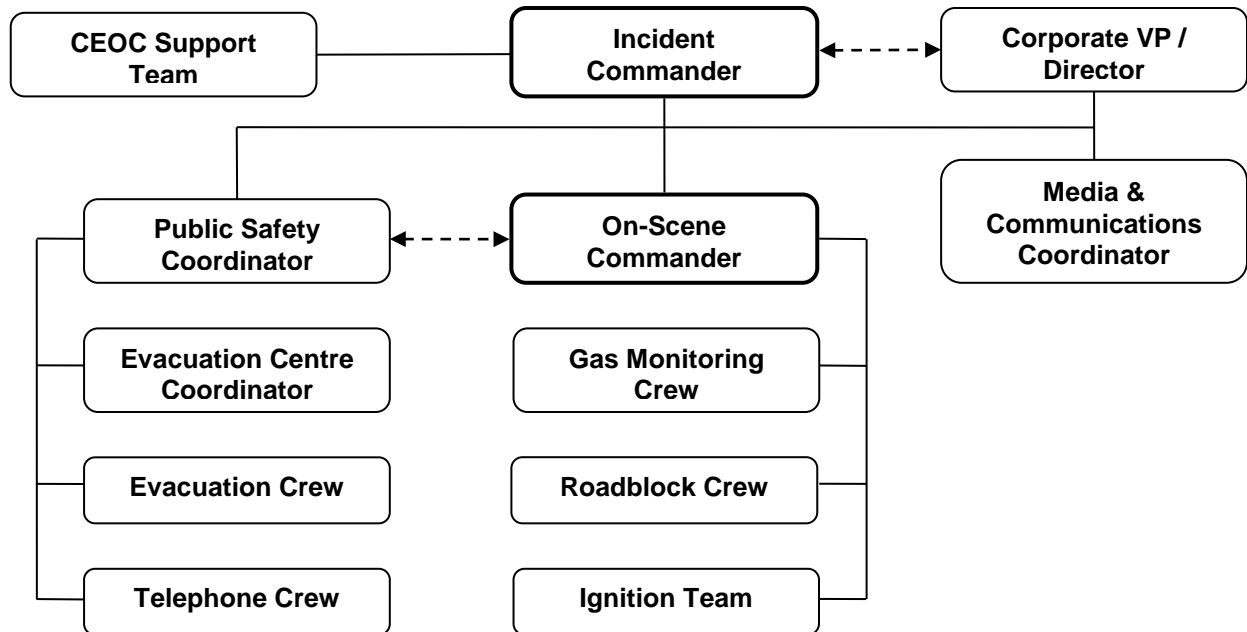 CEOC Support
Team
Incident
Commander
Corporate VP /
Director
Public Safety
Coordinator
On-Scene
Commander
Media &
Communications
Coordinator
Evacuation Centre
Coordinator
Gas Monitoring
Crew
Evacuation Crew
Roadblock Crew
Telephone Crew
Ignition Team